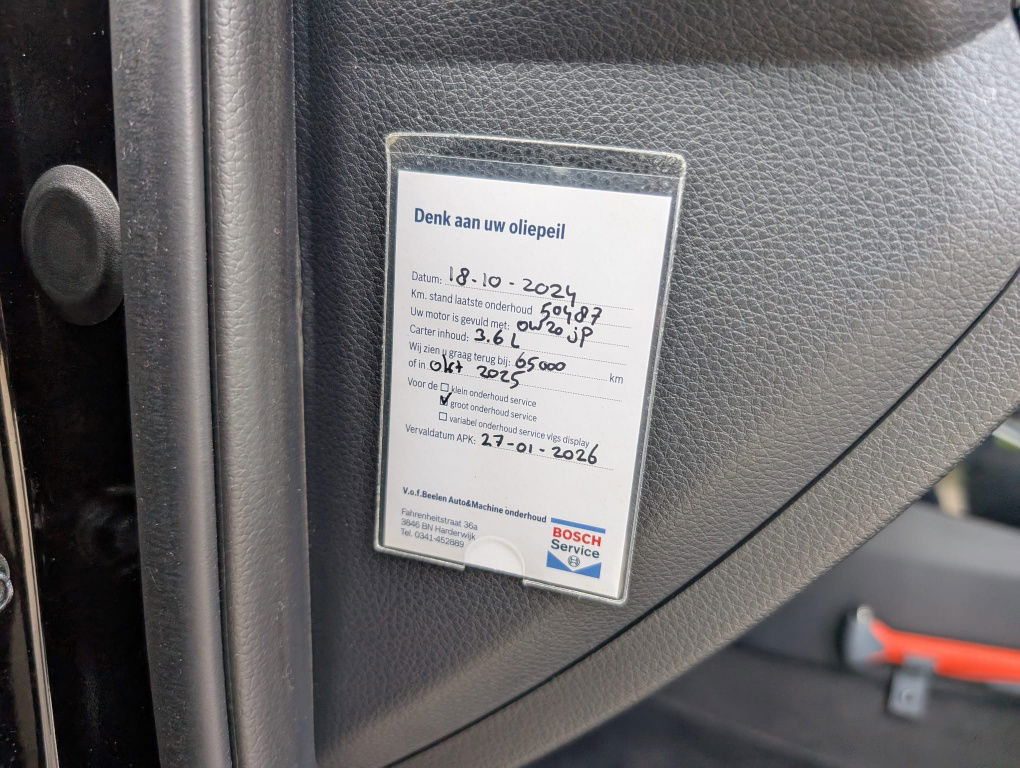 Denk aan uw oliepeil
Datum: 18-10-2024
Km. stand laatste onderhoud 50487
Uw motor is gevuld met: 0W20 JP
Carter inhoud: 3.6 L
Wij zien u graag terug bij: 65000 km
of in okt 2025
Voor de ☐ klein onderhoud service
☑ groot onderhoud service
☐ variabel onderhoud service vlgs display
Vervaldatum APK: 27-01-2026
V.o.f.Beelen Auto&Machine onderhoud
Fahrenheitstraat 36a
3846 BN Harderwijk
Tel. 0341-452889
BOSCH
Service